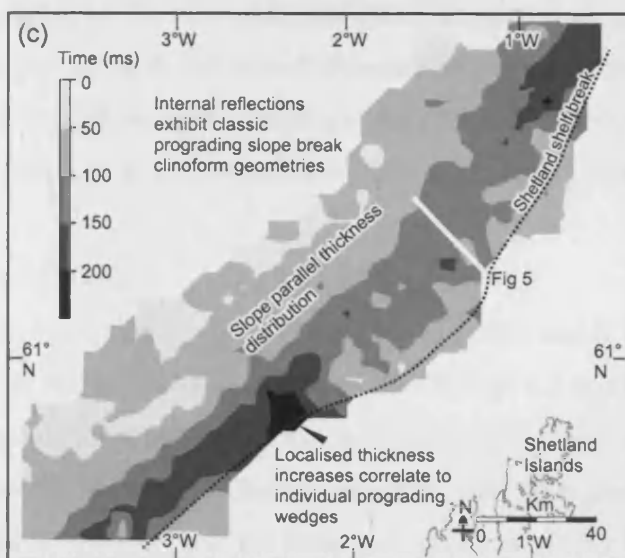 (c)
3°W
2°W
1°W
Time (ms)
0
50
100
150
200
Internal reflections
exhibit classic
prograding slope break
clinoform geometries
Shetland shelf break
Slope parallel thickness
distribution
Fig 5
61°
N
61°
N
Localised thickness
increases correlate to
individual prograding
wedges
Shetland
Islands
N
Km
0
40
3°W
2°W
1°W